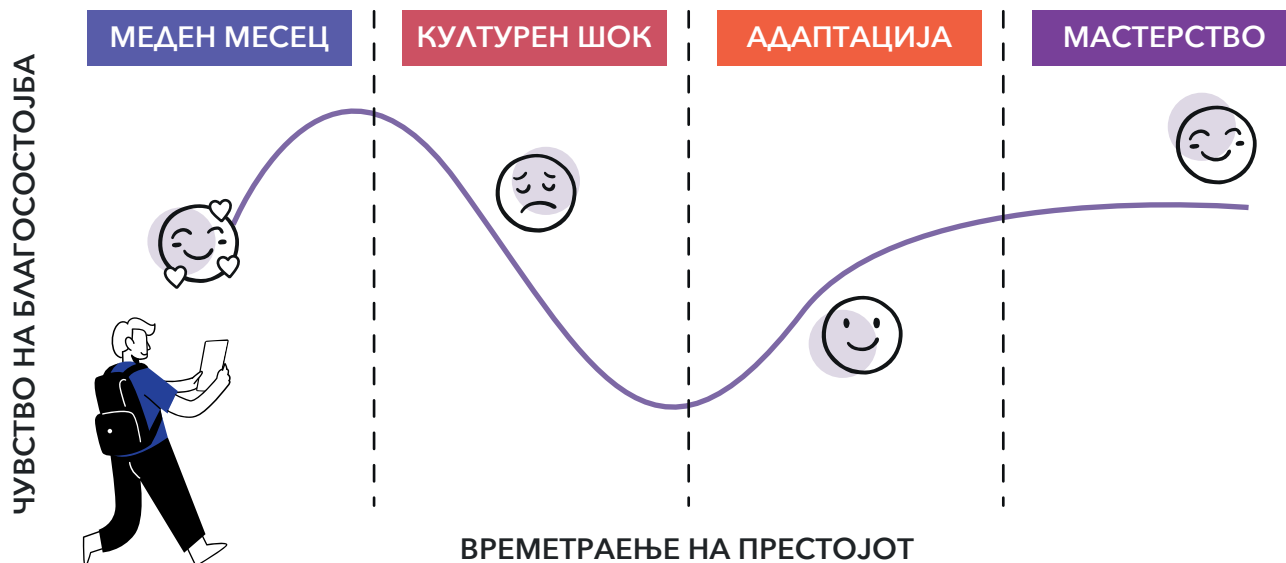 МЕДЕН МЕСЕЦ
КУЛТУРЕН ШОК
АДАПТАЦИЈА
МАСТЕРСТВО
ЧУВСТВО НА БЛАГОСОСТОЈБА
ВРЕМЕТРАЕЊЕ НА ПРЕСТОЈОТ